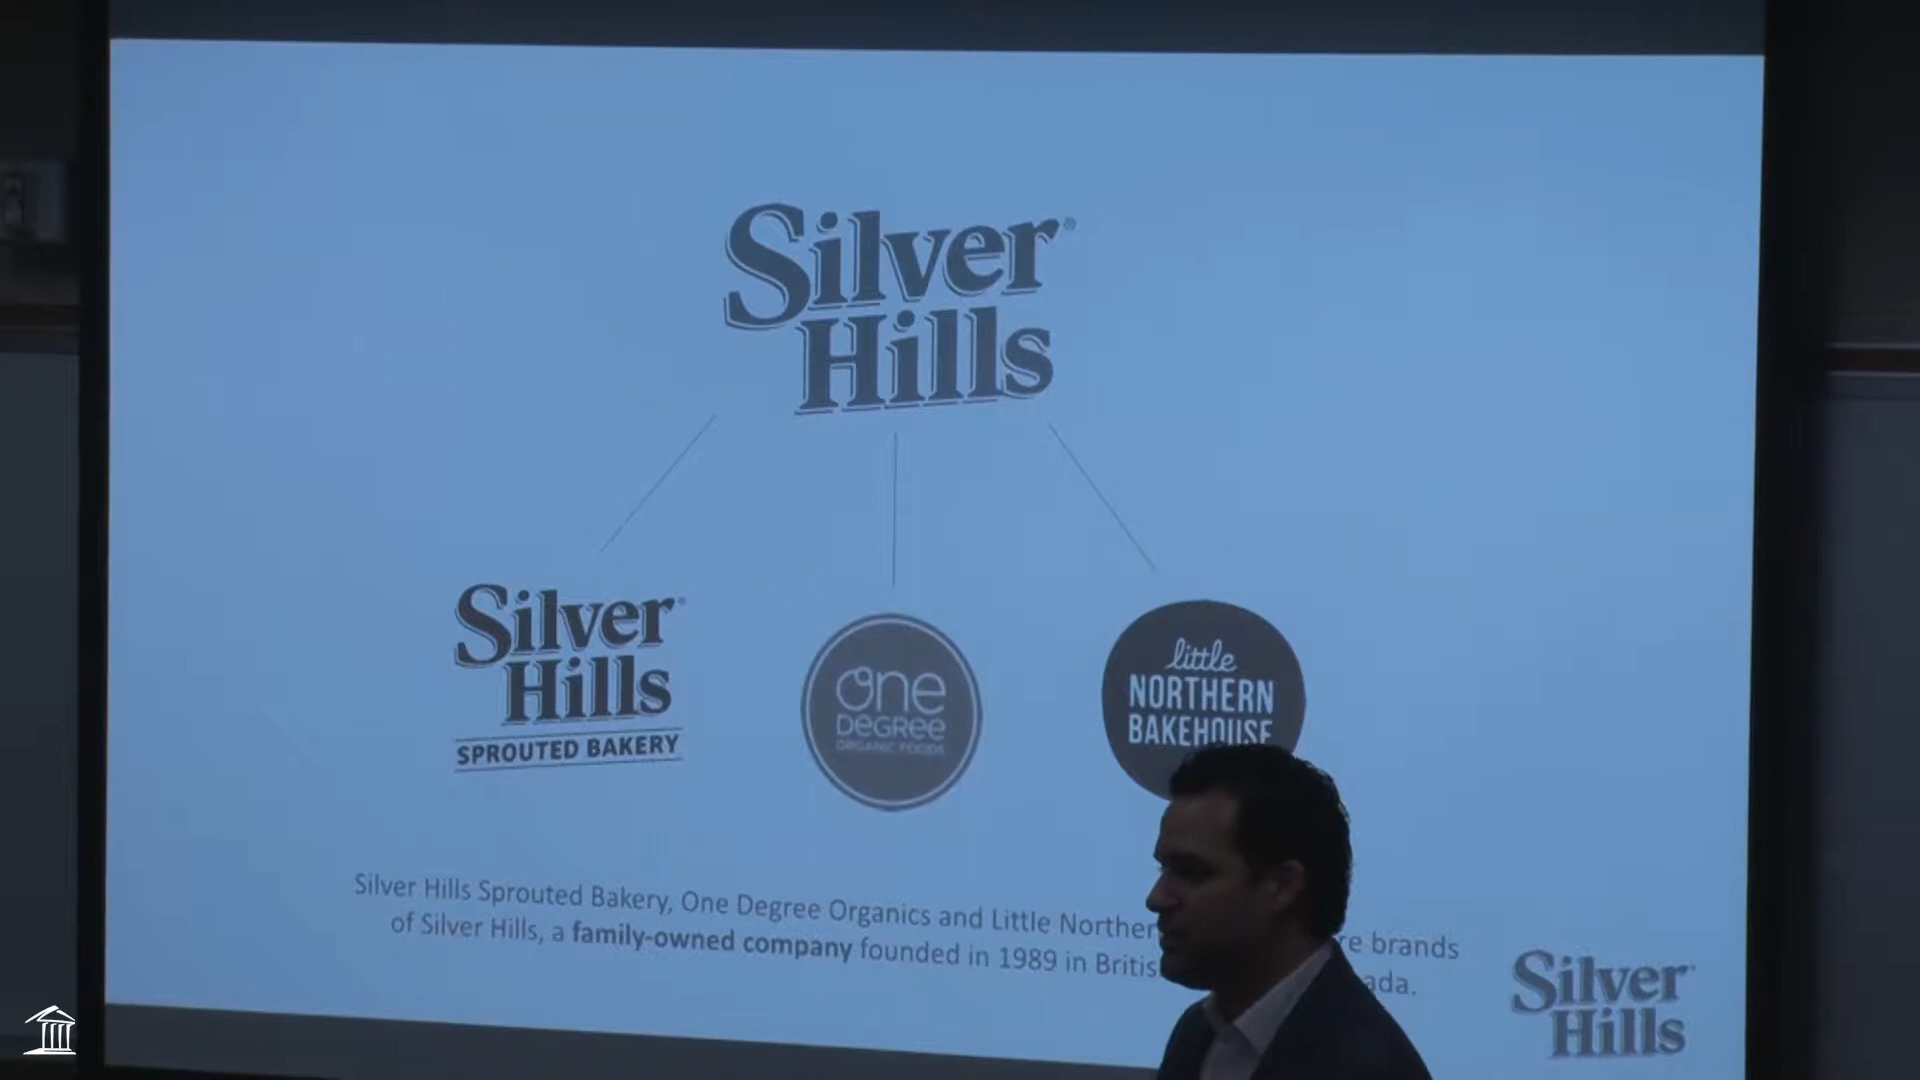 Silver
Hills
Silver
Hills
SPROUTED BAKERY
One
DEGREE
ORGANIC FOODS
little
NORTHERN
BAKEHOUSE
Silver Hills Sprouted Bakery, One Degree Organics and Little Norther re brands
of Silver Hills, a family-owned company founded in 1989 in Britis ada.
Silver
Hills